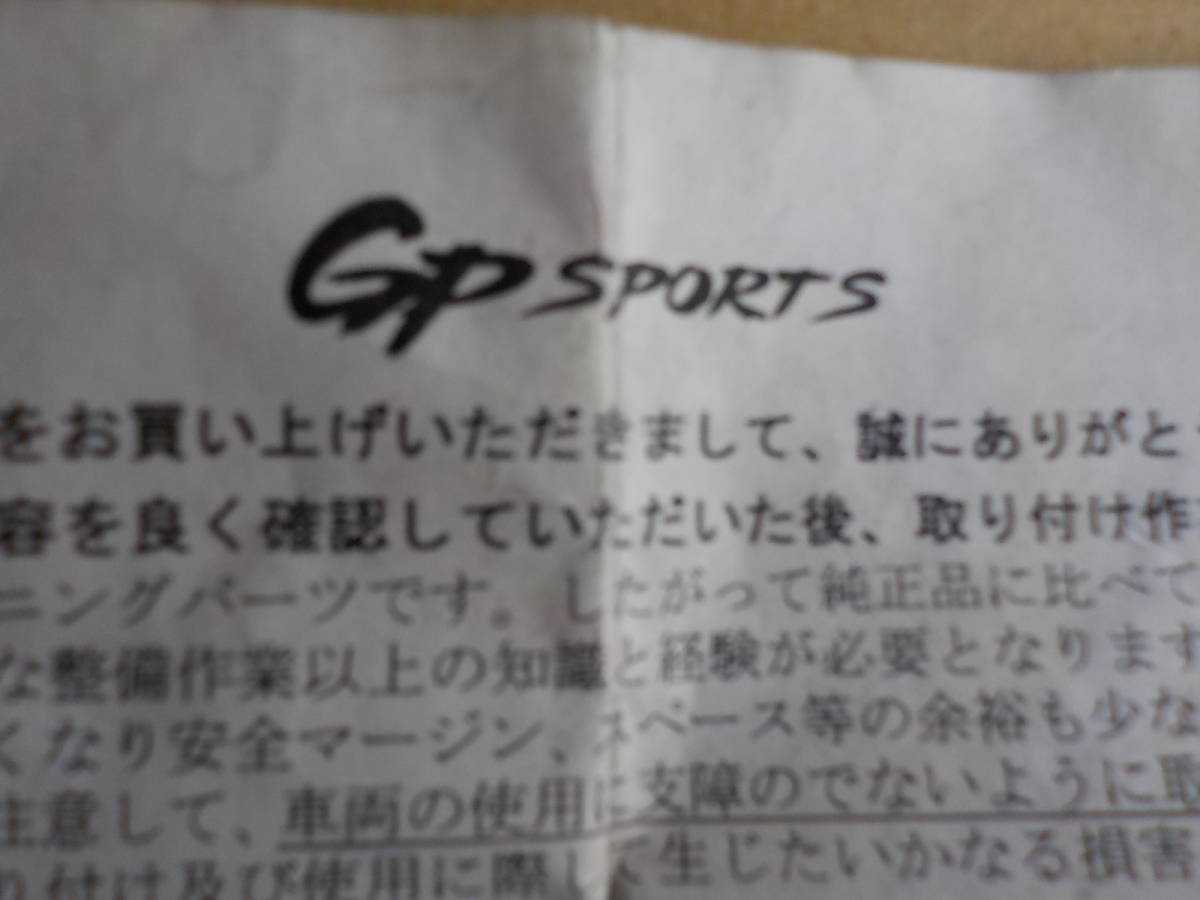 GP SPORTS
をお買い上げいただきまして、誠にありがと
容を良く確認していただいた後、取り付け作
ニングパーツです。したがって純正品に比べて
な整備作業以上の知識と経験が必要となります
くなり安全マージン、スペース等の余裕も少な
注意して、車両の使用に支障のでないように取
り付け及び使用に際して生じたいかなる損害